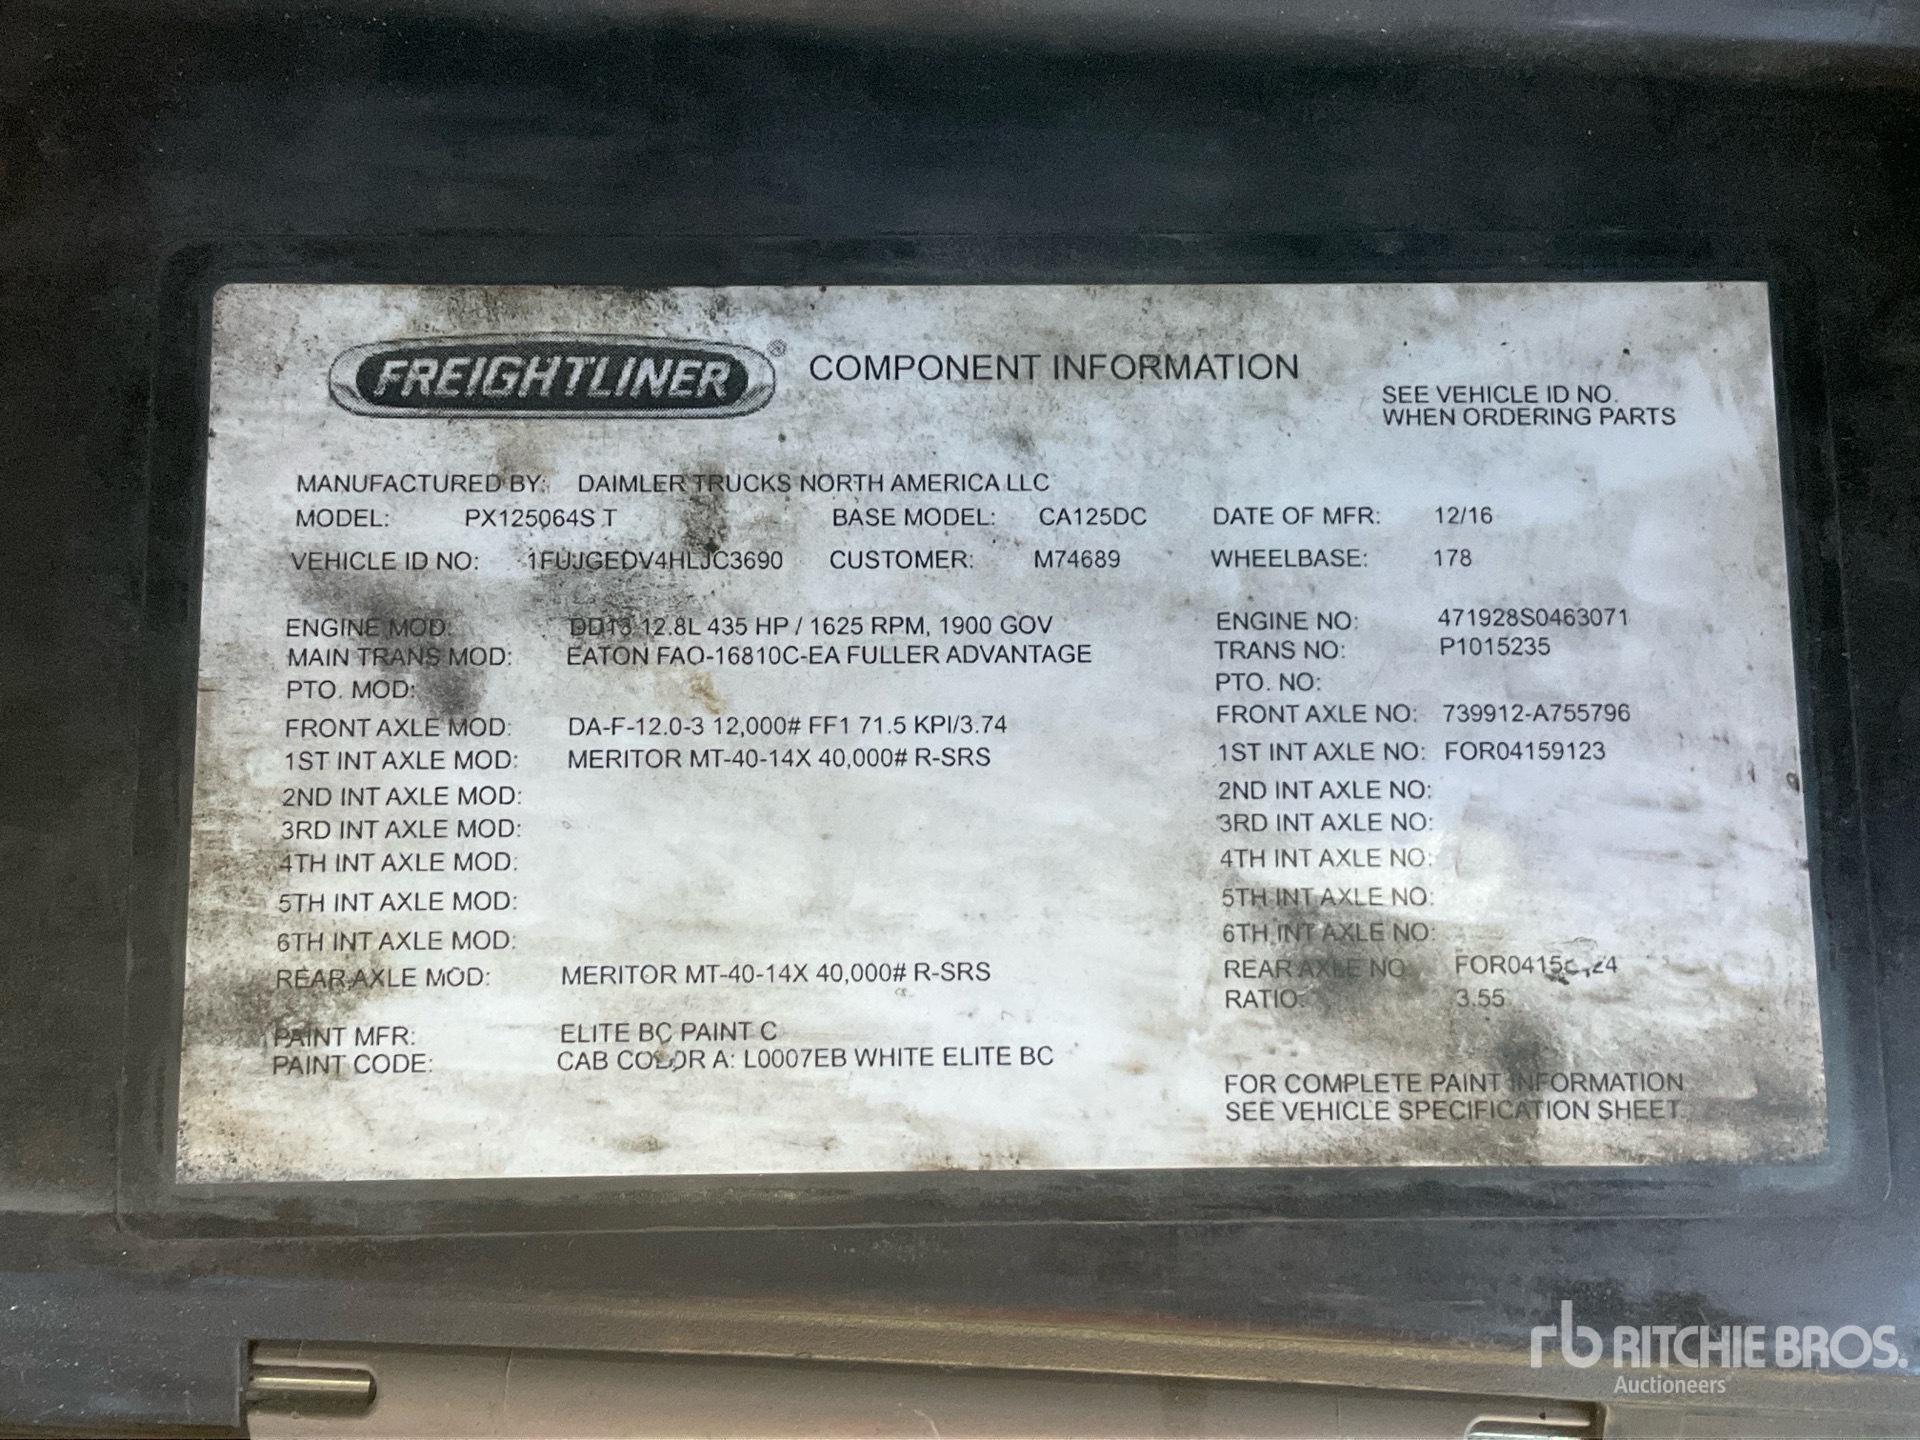 FREIGHTLINER ® COMPONENT INFORMATION
SEE VEHICLE ID NO.
WHEN ORDERING PARTS
MANUFACTURED BY: DAIMLER TRUCKS NORTH AMERICA LLC
MODEL: PX125064S T BASE MODEL: CA125DC DATE OF MFR: 12/16
VEHICLE ID NO: 1FUJGEDV4HLJC3690 CUSTOMER: M74689 WHEELBASE: 178
ENGINE MOD: DD13 12.8L 435 HP / 1625 RPM, 1900 GOV ENGINE NO: 471928S0463071
MAIN TRANS MOD: EATON FAO-16810C-EA FULLER ADVANTAGE TRANS NO: P1015235
PTO. MOD: PTO. NO:
FRONT AXLE MOD: DA-F-12.0-3 12,000# FF1 71.5 KPI/3.74 FRONT AXLE NO: 739912-A755796
1ST INT AXLE MOD: MERITOR MT-40-14X 40,000# R-SRS 1ST INT AXLE NO: FOR04159123
2ND INT AXLE MOD: 2ND INT AXLE NO:
3RD INT AXLE MOD: 3RD INT AXLE NO:
4TH INT AXLE MOD: 4TH INT AXLE NO:
5TH INT AXLE MOD: 5TH INT AXLE NO:
6TH INT AXLE MOD: 6TH INT AXLE NO:
REAR AXLE MOD: MERITOR MT-40-14X 40,000# R-SRS REAR AXLE NO
RATIO: 3.55
PAINT MFR: ELITE BC PAINT C
PAINT CODE: CAB COLOR A: L0007EB WHITE ELITE BC
FOR COMPLETE PAINT INFORMATION
SEE VEHICLE SPECIFICATION SHEET.
rb RITCHIE BROS.
Auctioneers